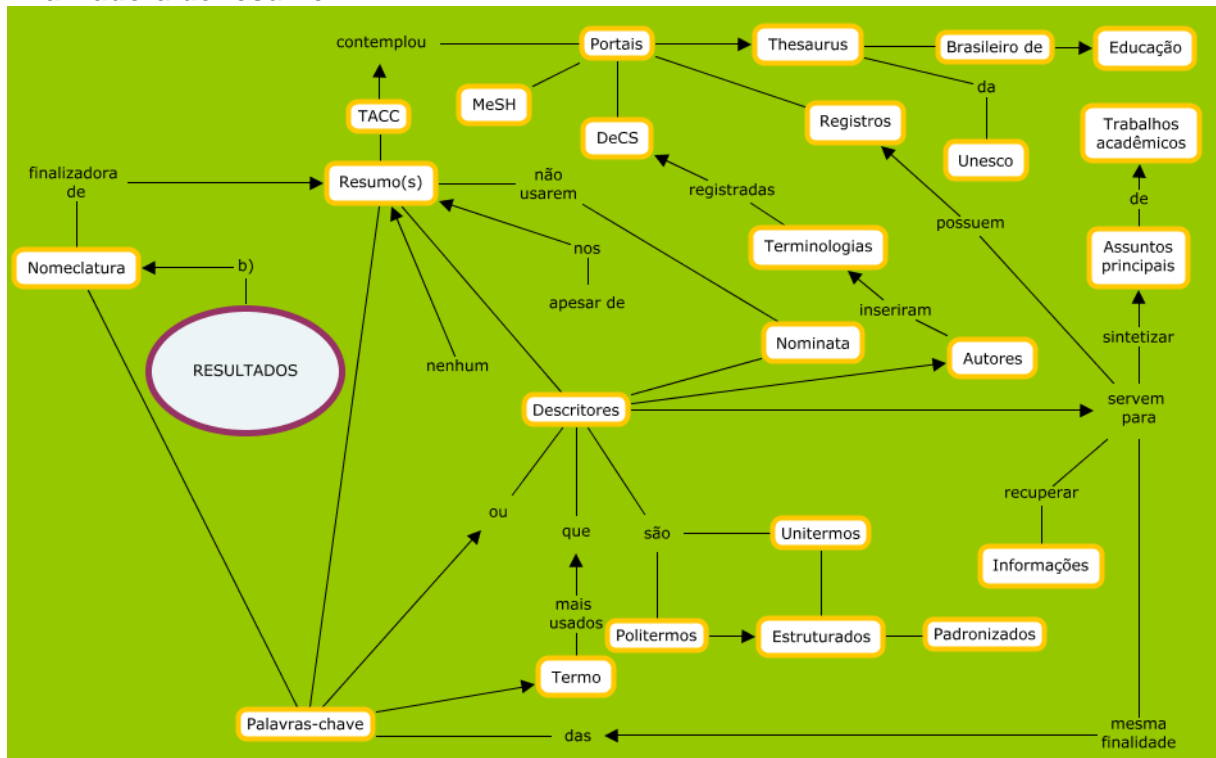 contemplou
Portais
Thesaurus
Brasileiro de
Educação
MeSH
da
TACC
DeCS
Registros
Unesco
Trabalhos
acadêmicos
finalizadora
de
Resumo(s)
não
usarem
registradas
de
possuem
nos
Terminologias
Assuntos
principais
Nomeclatura
b)
apesar de
inseriram
sintetizar
RESULTADOS
nenhum
Nominata
Autores
Descritores
servem
para
ou
que
são
Unitermos
recuperar
Informações
mais
usados
Politermos
Estruturados
Padronizados
Termo
Palavras-chave
das
mesma
finalidade